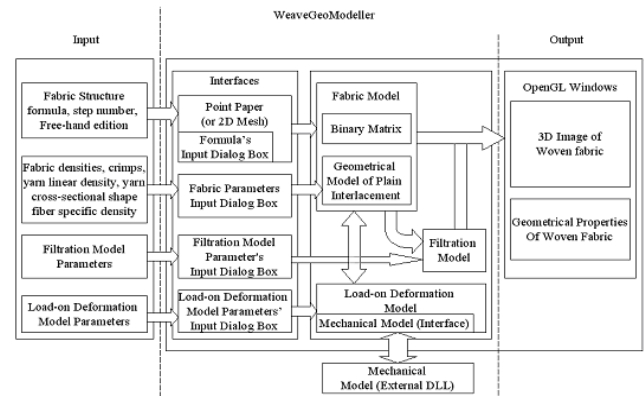 WeaveGeoModeller
Input
Output
Interfaces
Fabric Structure
formula, step number,
Free-hand edition
Point Paper
(or 2D Mesh)
Formula's
Input Dialog Box
Fabric Model
Binary Matrix
Geometrical
Model of Plain
Interlacement
OpenGL Windows
3D Image of
Woven fabric
Fabric densities, crimps,
yarn linear density, yarn
cross-sectional shape
fiber specific density
Fabric Parameters
Input Dialog Box
Geometrical Properties
Of Woven Fabric
Filtration Model
Parameters
Filtration Model
Parameter's
Input Dialog Box
Filtration
Model
Load-on Deformation
Model Parameters
Load-on Deformation
Model Parameters'
Input Dialog Box
Load-on Deformation
Model
Mechanical Model (Interface)
Mechanical
Model (External DLL)